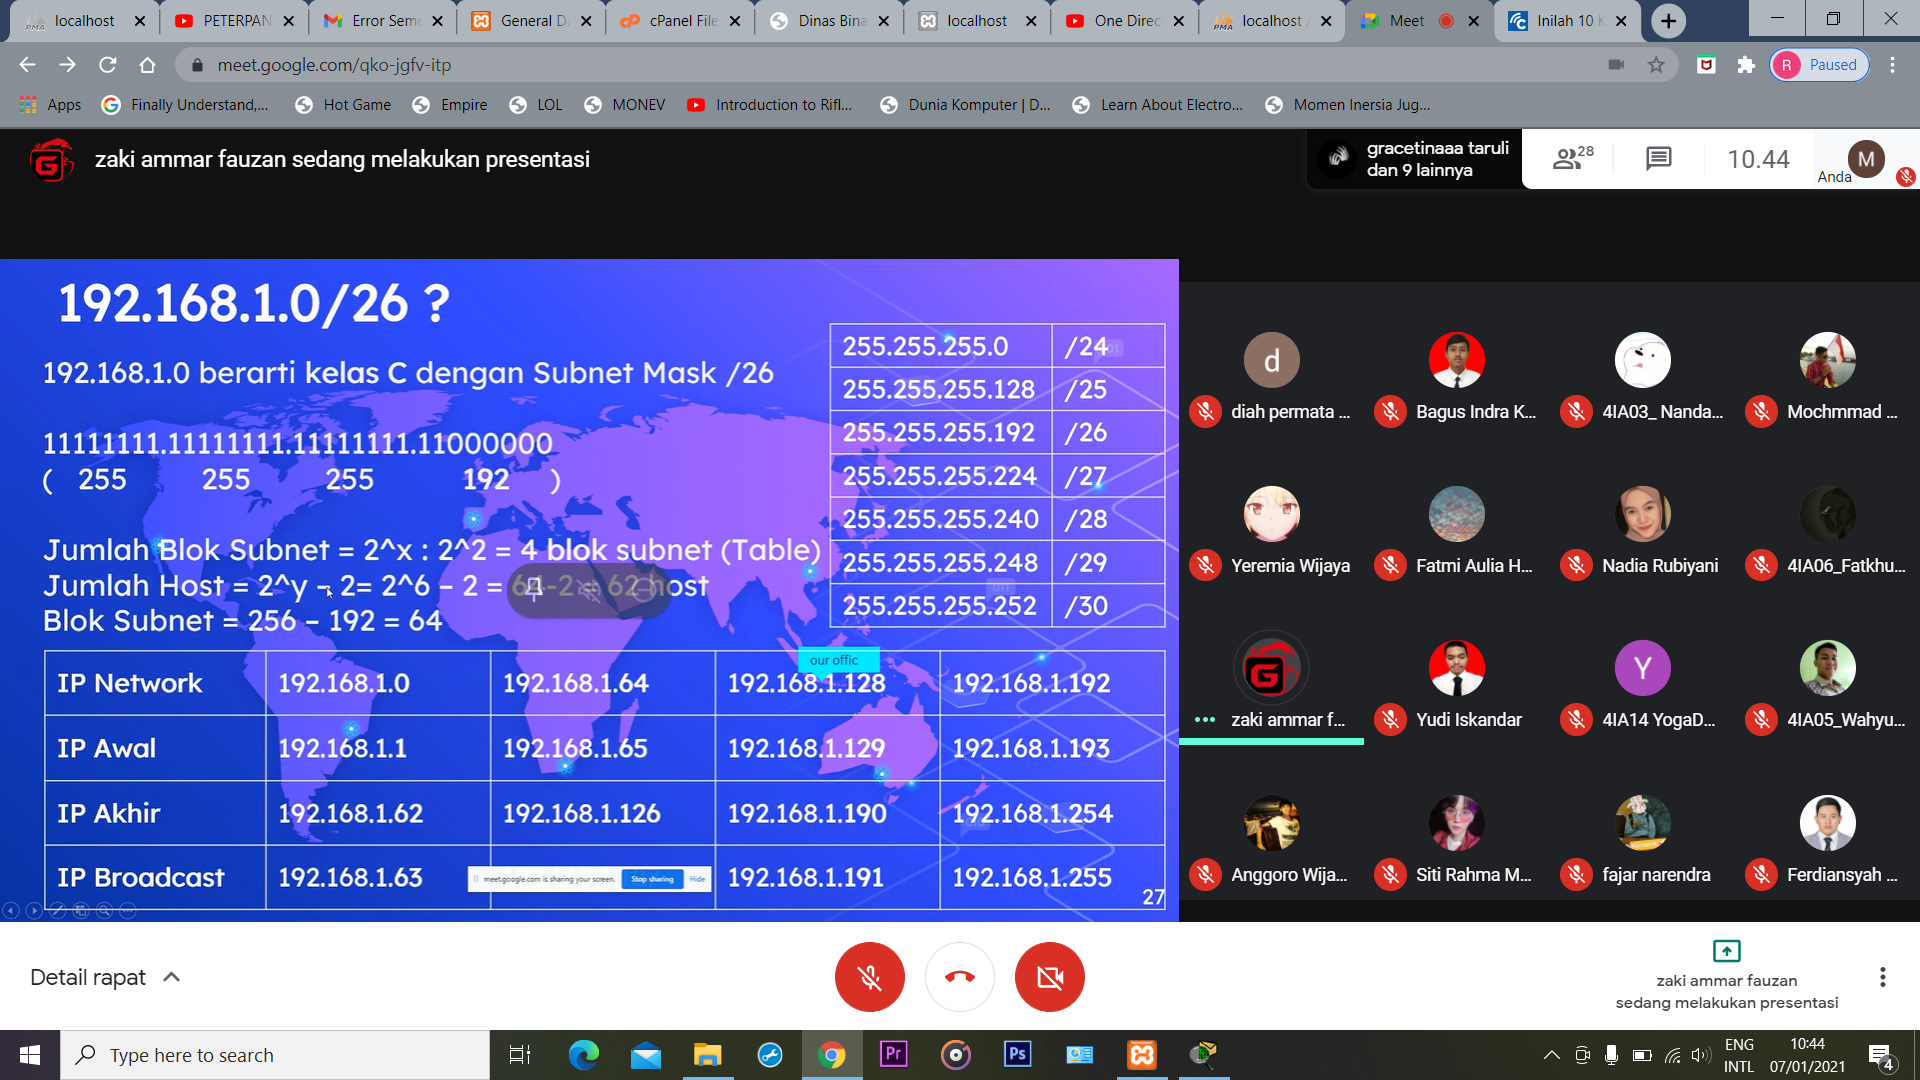 localhost
PETERPAN
Error Sem
General D
cPanel File
Dinas Bina
localhost
One Direc
localhost /
Meet
Inilah 10 K
meet.google.com/qko-jgfv-itp
R Paused
Apps
Finally Understand,...
Hot Game
Empire
LOL
MONEV
Introduction to Rifl...
Dunia Komputer | D...
Learn About Electro...
Momen Inersia Jug...
zaki ammar fauzan sedang melakukan presentasi
gracetinaaa taruli
dan 9 lainnya
28
10.44
Anda
M
192.168.1.0/26 ?
192.168.1.0 berarti kelas C dengan Subnet Mask /26
11111111.11111111.11111111.11000000
( 255 255 255 192 )
Jumlah Blok Subnet = 2^x : 2^2 = 4 blok subnet (Table)
Jumlah Host = 2^y - 2= 2^6 - 2 = 64-2 = 62 host
Blok Subnet = 256 – 192 = 64
255.255.255.0 /24
255.255.255.128 /25
255.255.255.192 /26
255.255.255.224 /27
255.255.255.240 /28
255.255.255.248 /29
255.255.255.252 /30
our offic
IP Network 192.168.1.0 192.168.1.64 192.168.1.128 192.168.1.192
IP Awal 192.168.1.1 192.168.1.65 192.168.1.129 192.168.1.193
IP Akhir 192.168.1.62 192.168.1.126 192.168.1.190 192.168.1.254
IP Broadcast 192.168.1.63 192.168.1.191 192.168.1.255
meet.google.com is sharing your screen. Stop sharing Hide
27
d
diah permata ...
Bagus Indra K...
4IA03_ Nanda...
Mochmmad ...
Yeremia Wijaya
Fatmi Aulia H...
Nadia Rubiyani
4IA06_Fatkhu...
zaki ammar f...
Yudi Iskandar
Y
4IA14 YogaD...
4IA05_Wahyu...
Anggoro Wija...
Siti Rahma M...
fajar narendra
Ferdiansyah ...
Detail rapat
zaki ammar fauzan
sedang melakukan presentasi
Type here to search
Pr
Ps
ENG
INTL
10:44
07/01/2021
4